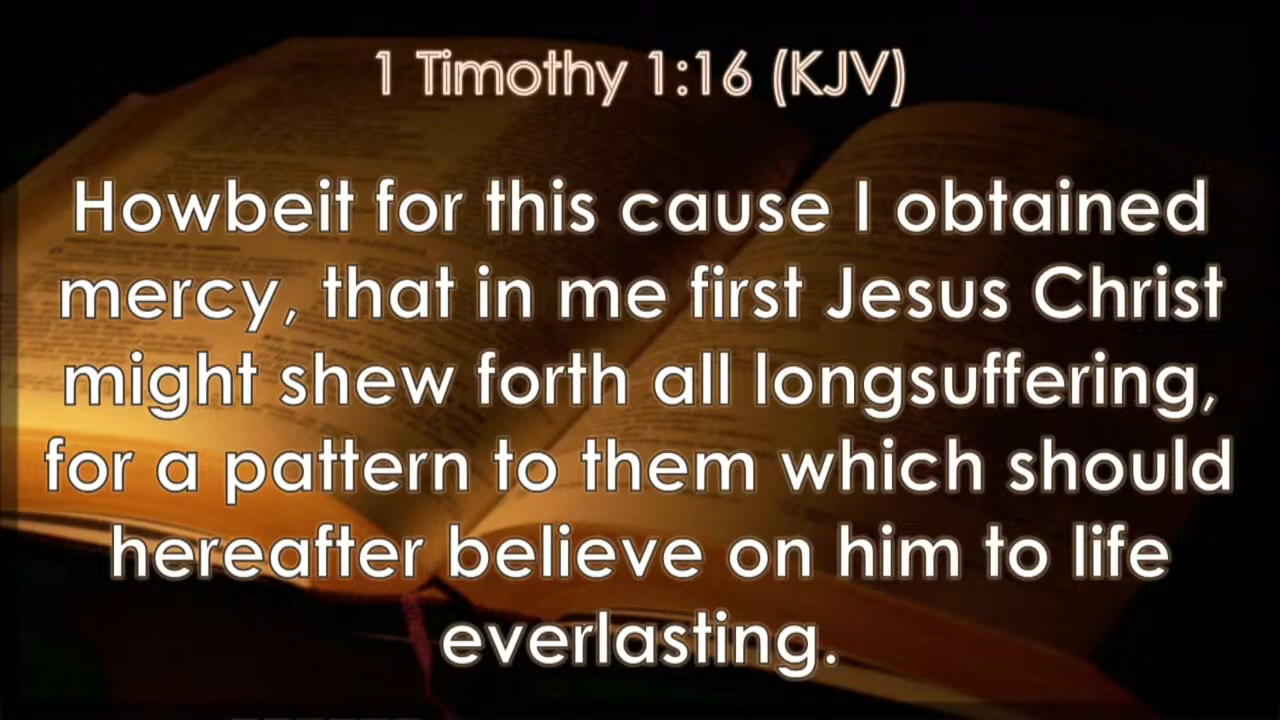 1 Timothy 1:16 (KJV)
Howbeit for this cause I obtained
mercy, that in me first Jesus Christ
might shew forth all longsuffering,
for a pattern to them which should
hereafter believe on him to life
everlasting.